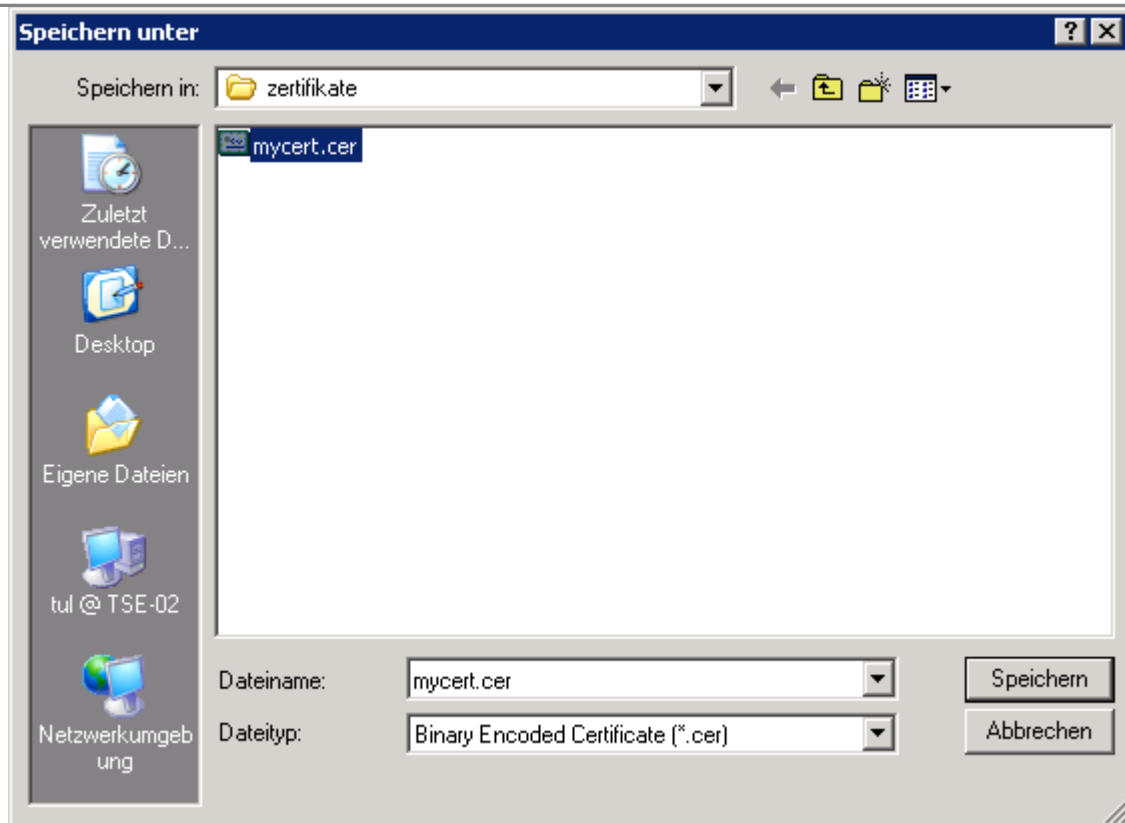 Speichern unter
Speichern in:
zertifikate
mycert.cer
Zuletzt
verwendete D...
Desktop
Eigene Dateien
tul @ TSE-02
Netzwerkumgeb
ung
Dateiname:
mycert.cer
Speichern
Dateityp:
Binary Encoded Certificate (*.cer)
Abbrechen